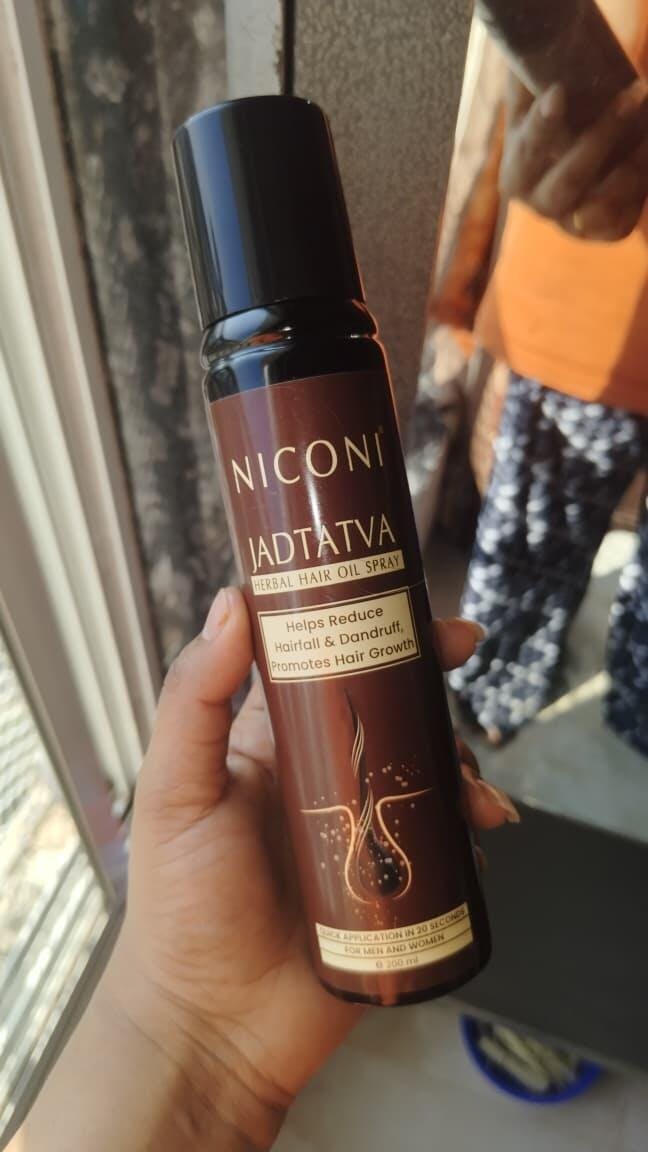 NICONI
JADTATVA
HERBAL HAIR OIL SPRAY
Helps Reduce
Hairfall & Dandruff,
Promotes Hair Growth
QUICK APPLICATION IN 20 SECONDS
FOR MEN AND WOMEN
℮ 200 ml